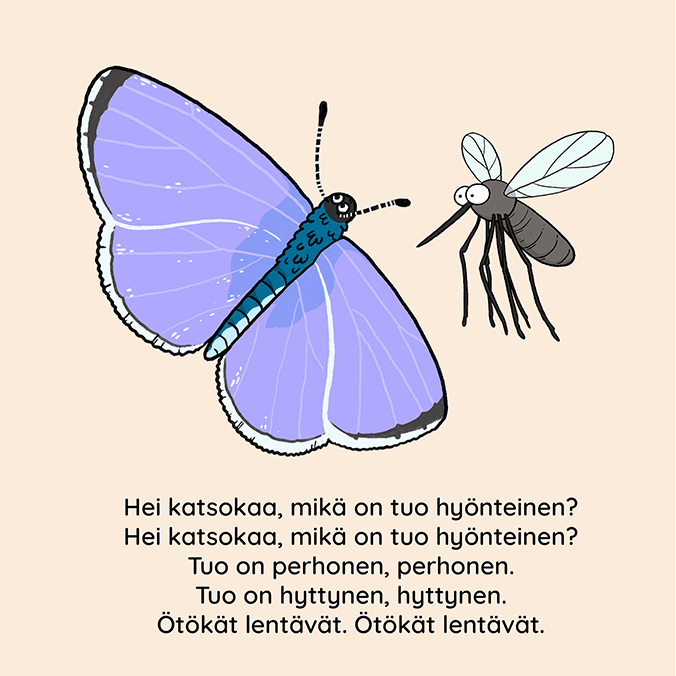 Hei katsokaa, mikä on tuo hyönteinen?
Hei katsokaa, mikä on tuo hyönteinen?
Tuo on perhonen, perhonen.
Tuo on hyttynen, hyttynen.
Ötökät lentävät. Ötökät lentävät.